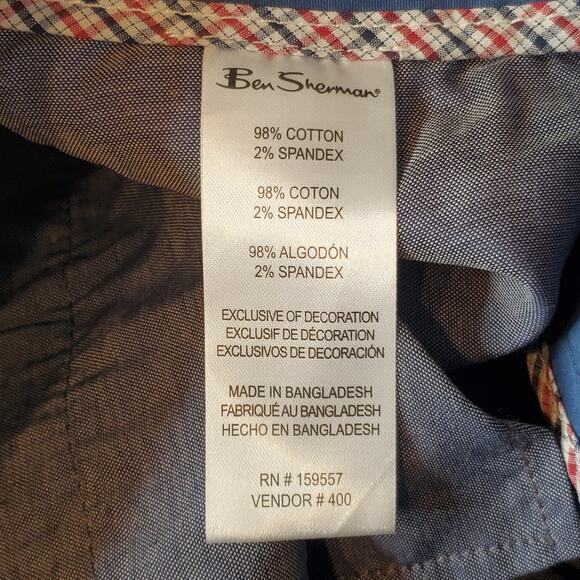 Ben Sherman®
98% COTTON
2% SPANDEX
98% COTON
2% SPANDEX
98% ALGODÓN
2% SPANDEX
EXCLUSIVE OF DECORATION
EXCLUSIF DE DÉCORATION
EXCLUSIVOS DE DECORACIÓN
MADE IN BANGLADESH
FABRIQUÉ AU BANGLADESH
HECHO EN BANGLADESH
RN # 159557
VENDOR # 400